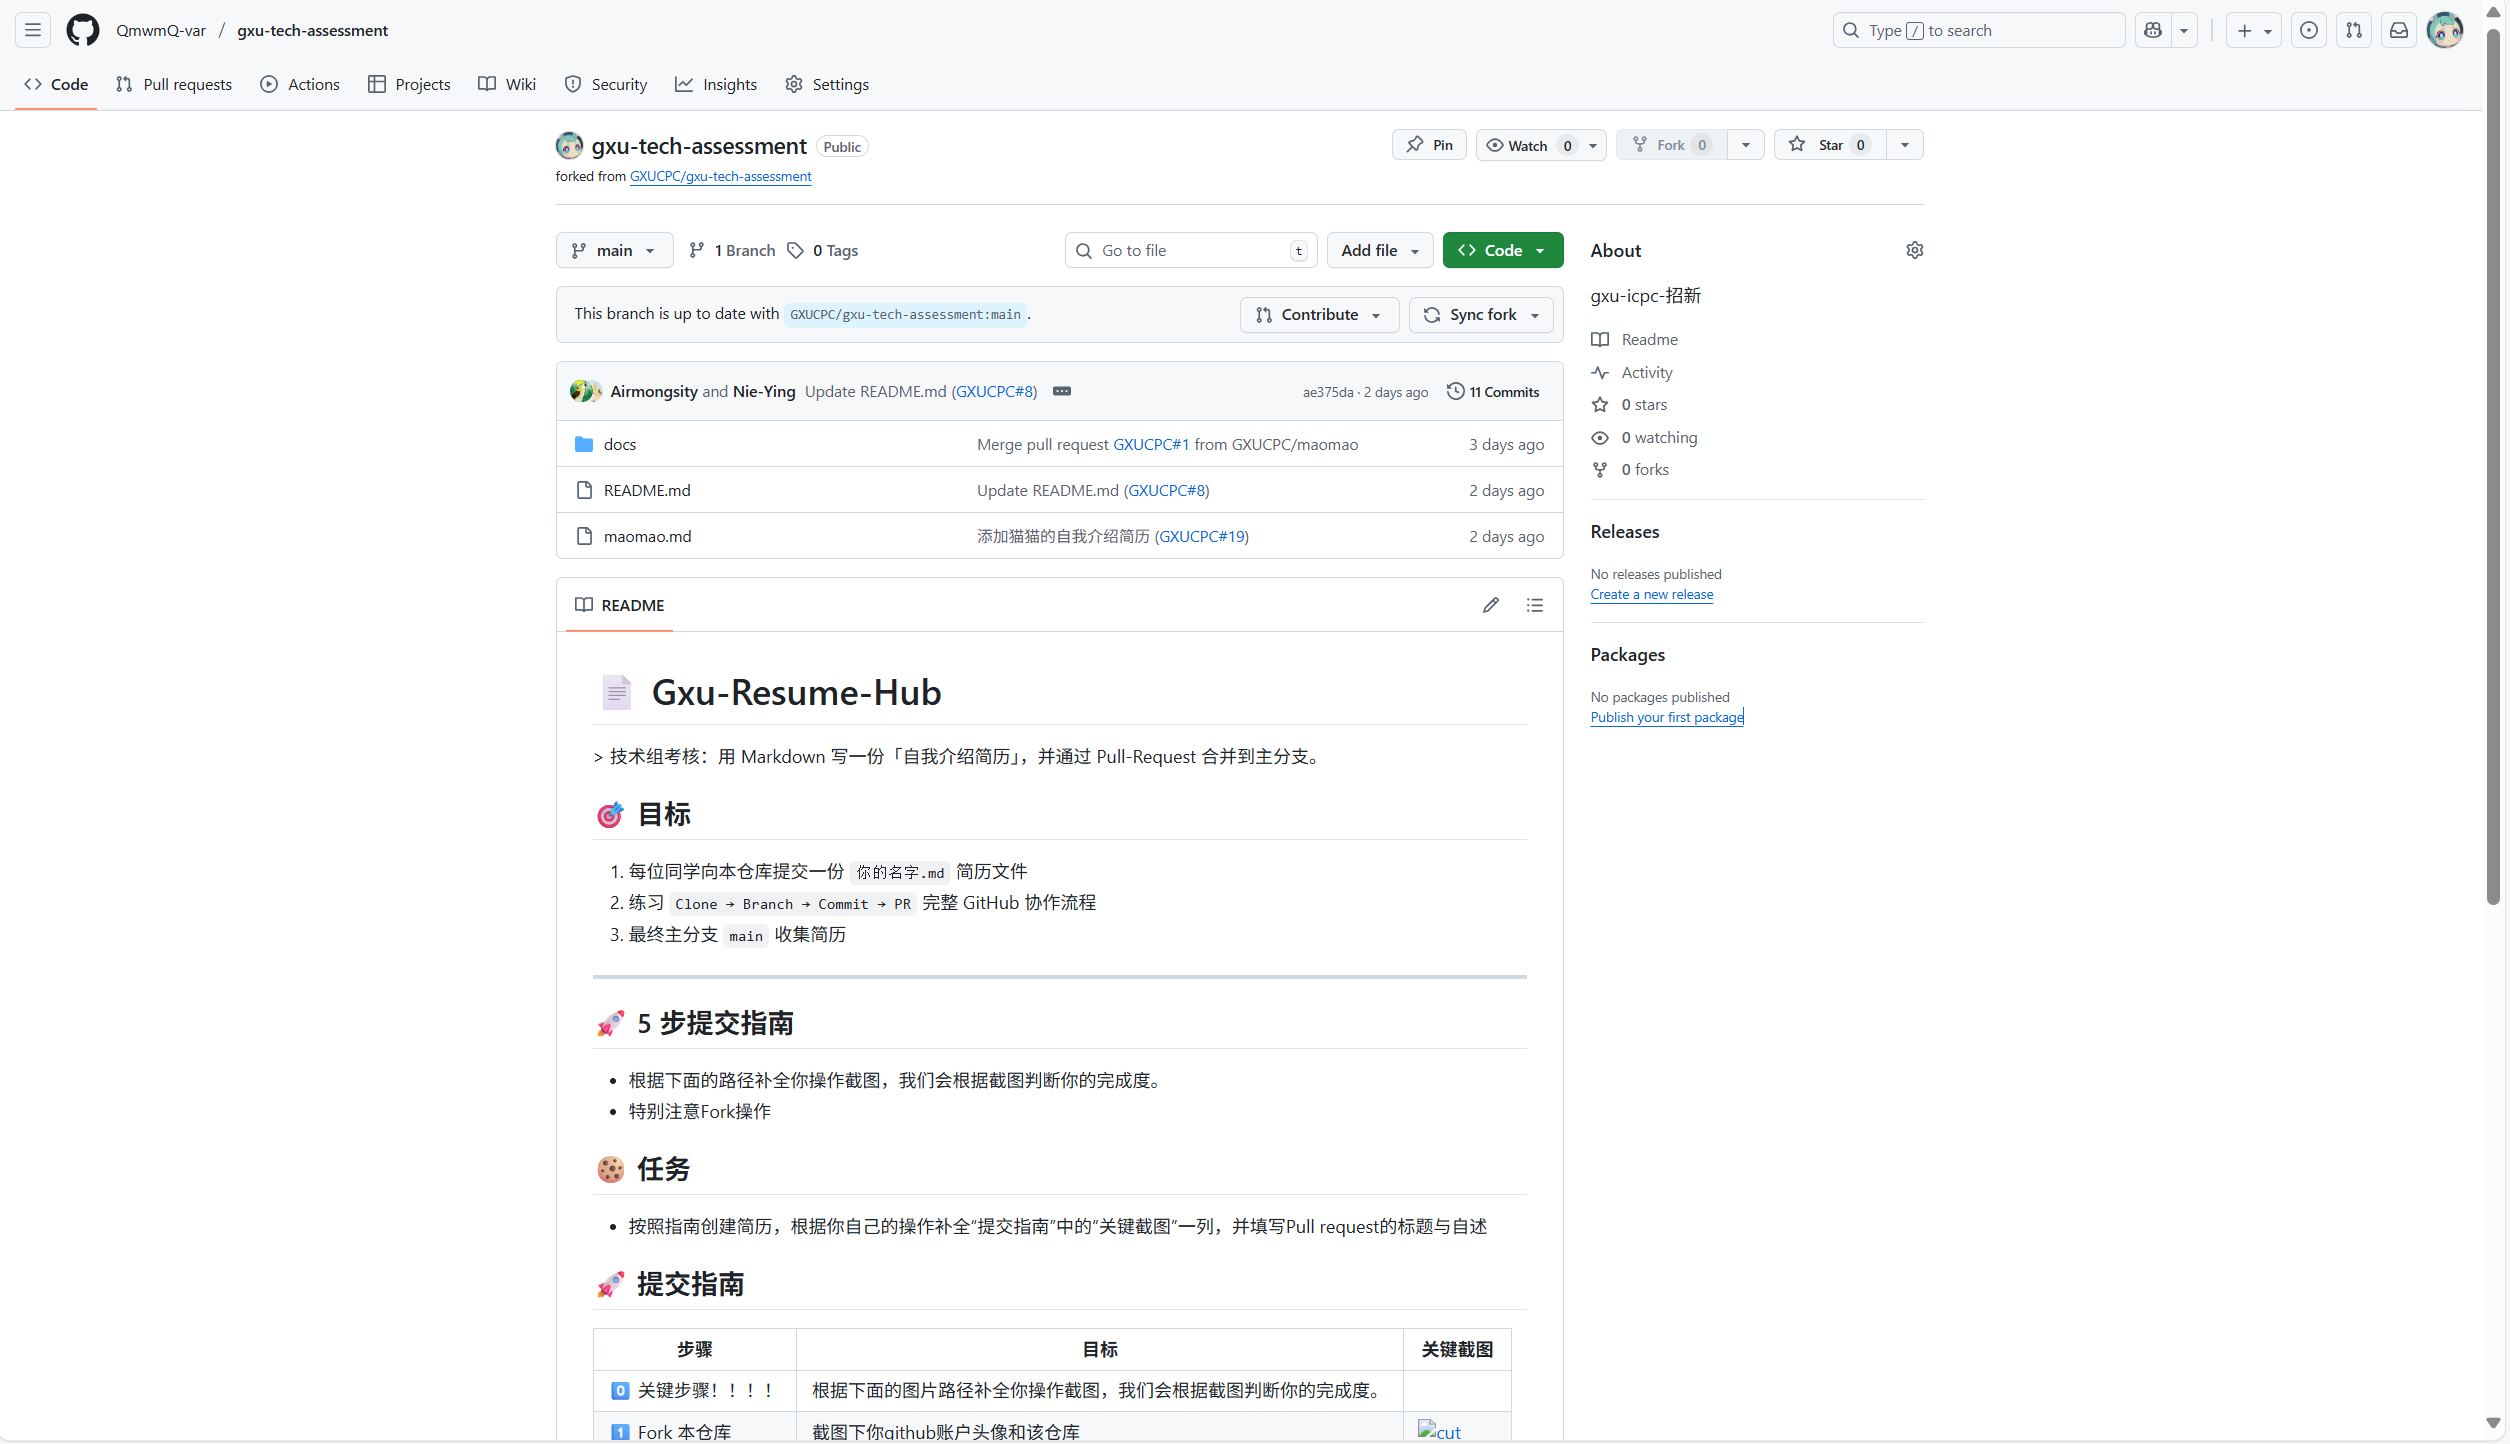 QmwmQ-var / gxu-tech-assessment
Type / to search
Code Pull requests Actions Projects Wiki Security Insights Settings
gxu-tech-assessment Public
Pin Watch 0 Fork 0 Star 0
forked from GXUCPC/gxu-tech-assessment
main 1 Branch 0 Tags Go to file t Add file Code
This branch is up to date with GXUCPC/gxu-tech-assessment:main .
Contribute Sync fork
Airmongsity and Nie-Ying Update README.md (GXUCPC#8) ae375da · 2 days ago 11 Commits
docs Merge pull request GXUCPC#1 from GXUCPC/maomao 3 days ago
README.md Update README.md (GXUCPC#8) 2 days ago
maomao.md 添加猫猫的自我介绍简历 (GXUCPC#19) 2 days ago
README
Gxu-Resume-Hub
> 技术组考核：用 Markdown 写一份「自我介绍简历」，并通过 Pull-Request 合并到主分支。
🎯 目标
1. 每位同学向本仓库提交一份 你的名字.md 简历文件
2. 练习 Clone → Branch → Commit → PR 完整 GitHub 协作流程
3. 最终主分支 main 收集简历
🚀 5 步提交指南
• 根据下面的路径补全你操作截图，我们会根据截图判断你的完成度。
• 特别注意Fork操作
🍪 任务
• 按照指南创建简历，根据你自己的操作补全“提交指南”中的“关键截图”一列，并填写Pull request的标题与自述
🚀 提交指南
步骤 目标 关键截图
0️⃣ 关键步骤！！！！ 根据下面的图片路径补全你操作截图，我们会根据截图判断你的完成度。
1️⃣ Fork 本仓库 截图下你github账户头像和该仓库 cut
About
gxu-icpc-招新
Readme
Activity
0 stars
0 watching
0 forks
Releases
No releases published
Create a new release
Packages
No packages published
Publish your first package